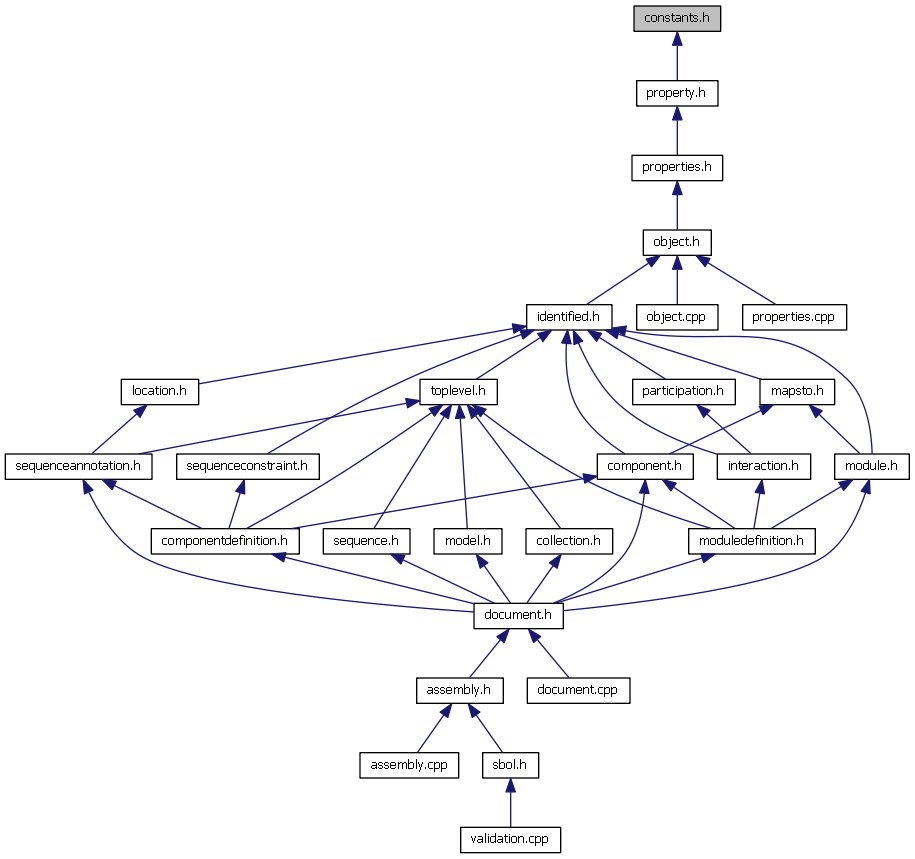 constants.h
property.h
properties.h
object.h
identified.h
object.cpp
properties.cpp
location.h
toplevel.h
participation.h
mapsto.h
sequenceannotation.h
sequenceconstraint.h
component.h
interaction.h
module.h
componentdefinition.h
sequence.h
model.h
collection.h
moduledefinition.h
document.h
assembly.h
document.cpp
assembly.cpp
sbol.h
validation.cpp